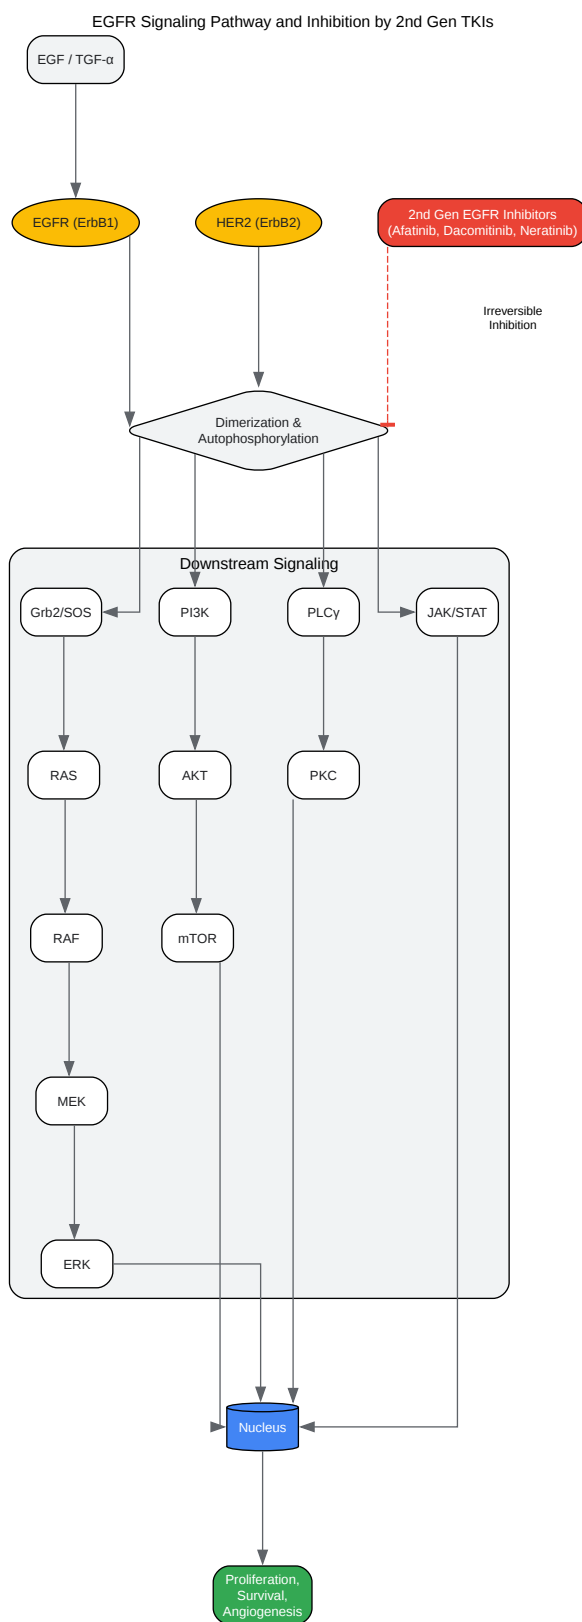 EGFR Signaling Pathway and Inhibition by 2nd Gen TKIs
EGF / TGF-α
EGFR (ErbB1)
HER2 (ErbB2)
2nd Gen EGFR Inhibitors
(Afatinib, Dacomitinib, Neratinib)
Irreversible
Inhibition
Dimerization &
Autophosphorylation
Downstream Signaling
Grb2/SOS
PI3K
PLCγ
JAK/STAT
RAS
AKT
PKC
RAF
mTOR
MEK
ERK
Nucleus
Proliferation,
Survival,
Angiogenesis